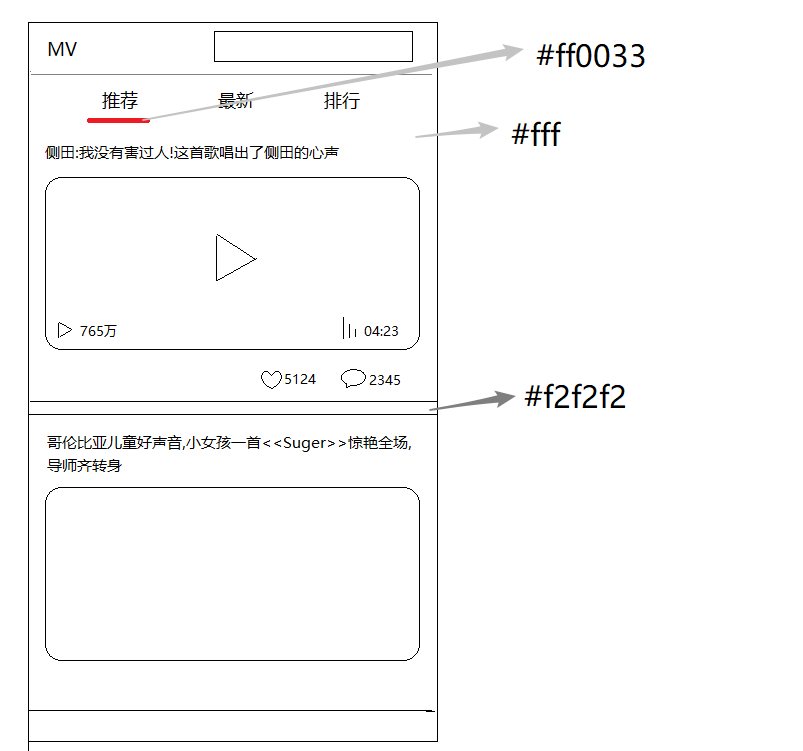 MV
#ff0033
推荐 最新 排行
#fff
侧田:我没有害过人!这首歌唱出了侧田的心声
765万 04:23
5124 2345
#f2f2f2
哥伦比亚儿童好声音,小女孩一首<<Suger>>惊艳全场,
导师齐转身